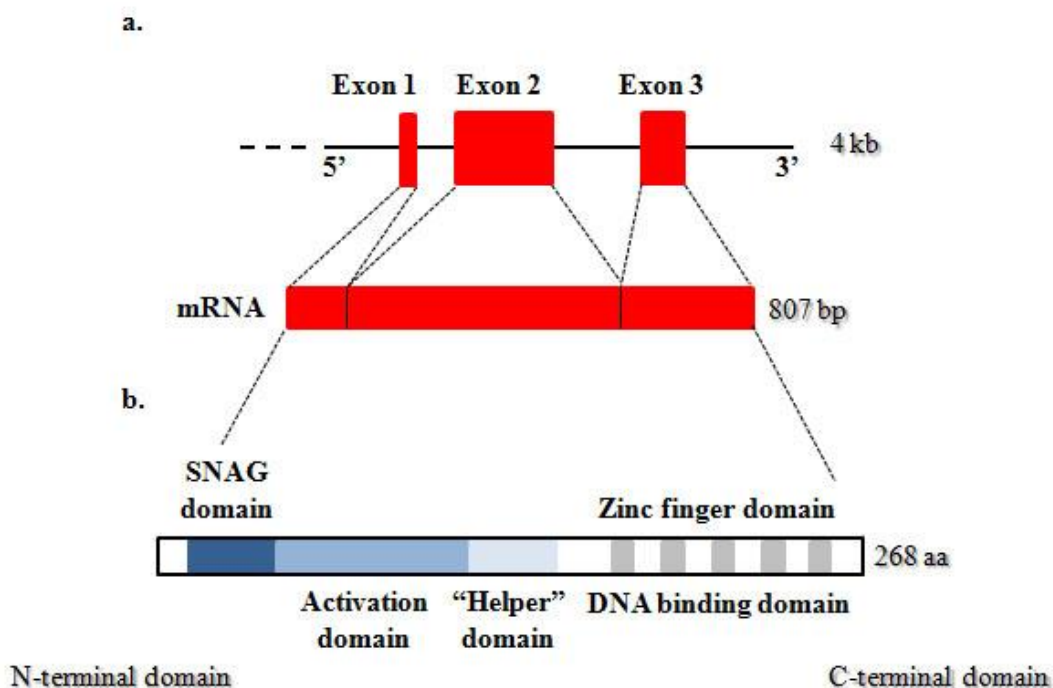 a.
Exon 1 Exon 2 Exon 3
5’ 3’ 4 kb
mRNA 807 bp
b.
SNAG
domain
Zinc finger domain
268 aa
Activation
domain
“Helper”
domain
DNA binding domain
N-terminal domain C-terminal domain